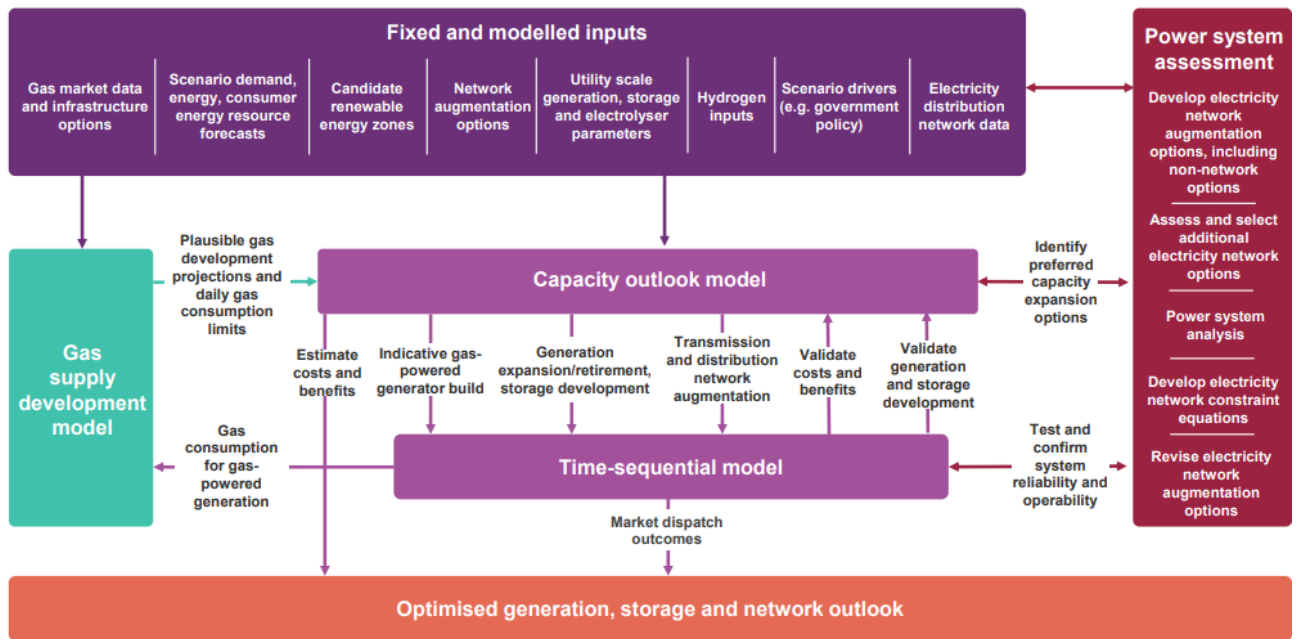 Fixed and modelled inputs
Gas market data
and infrastructure
options
Scenario demand,
energy, consumer
energy resource
forecasts
Candidate
renewable
energy zones
Network
augmentation
options
Utility scale
generation, storage
and electrolyser
parameters
Hydrogen
inputs
Scenario drivers
(e.g. government
policy)
Electricity
distribution
network data
Power system
assessment
Develop electricity
network
augmentation
options, including
non-network
options
Assess and select
additional
electricity network
options
Power system
analysis
Develop electricity
network constraint
equations
Revise electricity
network
augmentation
options
Gas
supply
development
model
Plausible gas
development
projections and
daily gas
consumption
limits
Capacity outlook model
Identify
preferred
capacity
expansion
options
Estimate
costs and
benefits
Indicative gas-
powered
generator build
Generation
expansion/retirement,
storage development
Transmission
and distribution
network
augmentation
Validate
costs and
benefits
Validate
generation
and storage
development
Gas
consumption
for gas-
powered
generation
Time-sequential model
Test and
confirm
system
reliability and
operability
Market dispatch
outcomes
Optimised generation, storage and network outlook